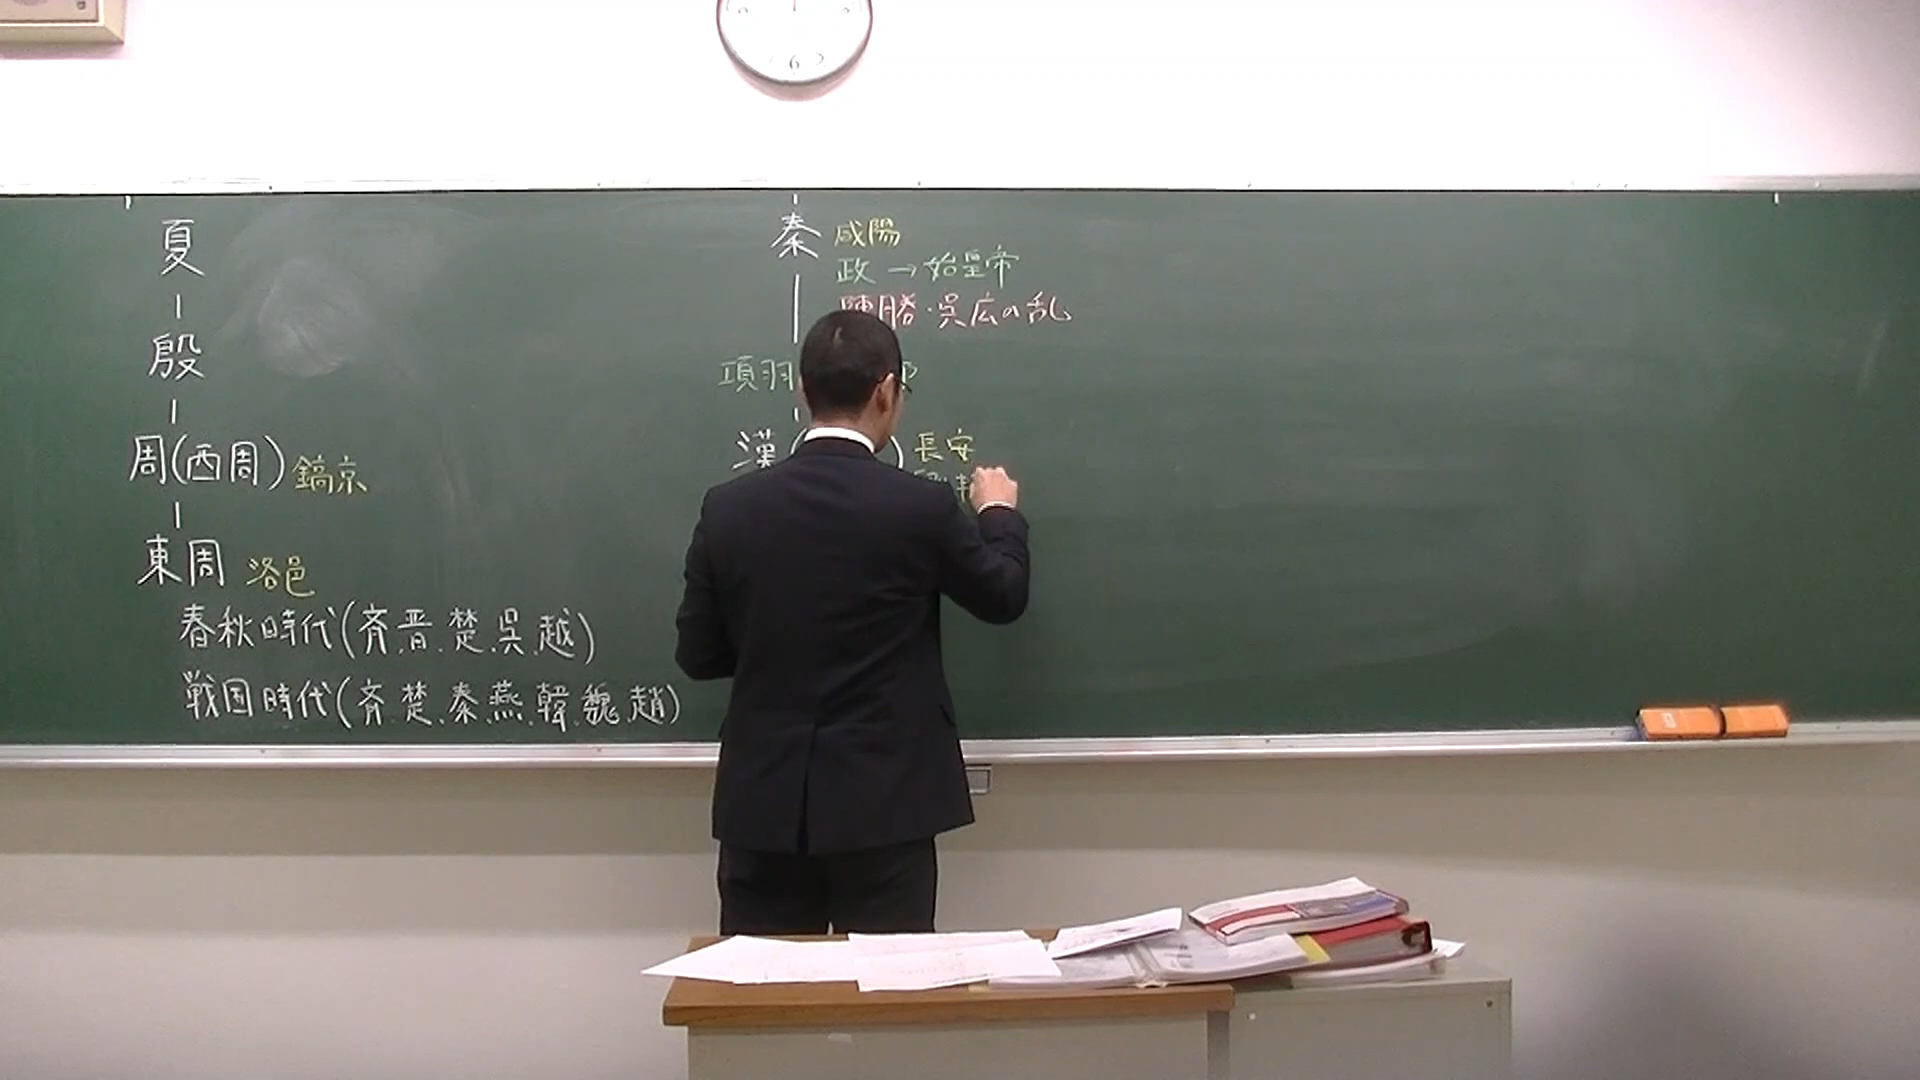 夏
殷
周(西周)鎬京
東周 洛邑
春秋時代(斉.晋.楚.呉.越)
戦国時代(斉.楚.秦.燕.韓.魏.趙)
秦 咸陽
政→始皇帝
陳勝・呉広の乱
項羽
漢( ) 長安
6